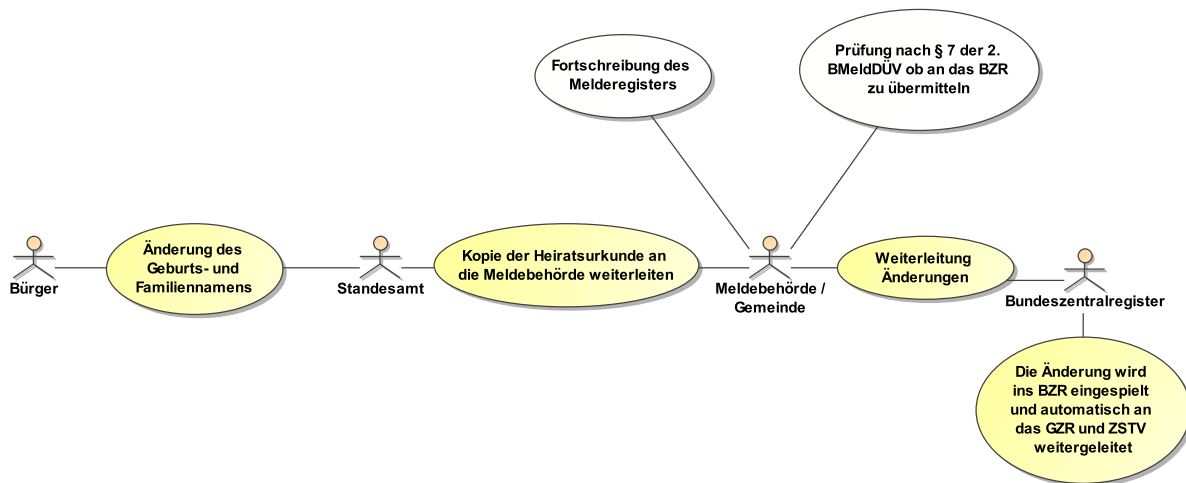 Fortschreibung des
Melderegisters
Prüfung nach § 7 der 2.
BMeldDÜV ob an das BZR
zu übermitteln
Bürger
Änderung des
Geburts- und
Familiennamens
Standesamt
Kopie der Heiratsurkunde an
die Meldebehörde weiterleiten
Meldebehörde /
Gemeinde
Weiterleitung
Änderungen
Bundeszentralregister
Die Änderung wird
ins BZR eingespielt
und automatisch an
das GZR und ZSTV
weitergeleitet